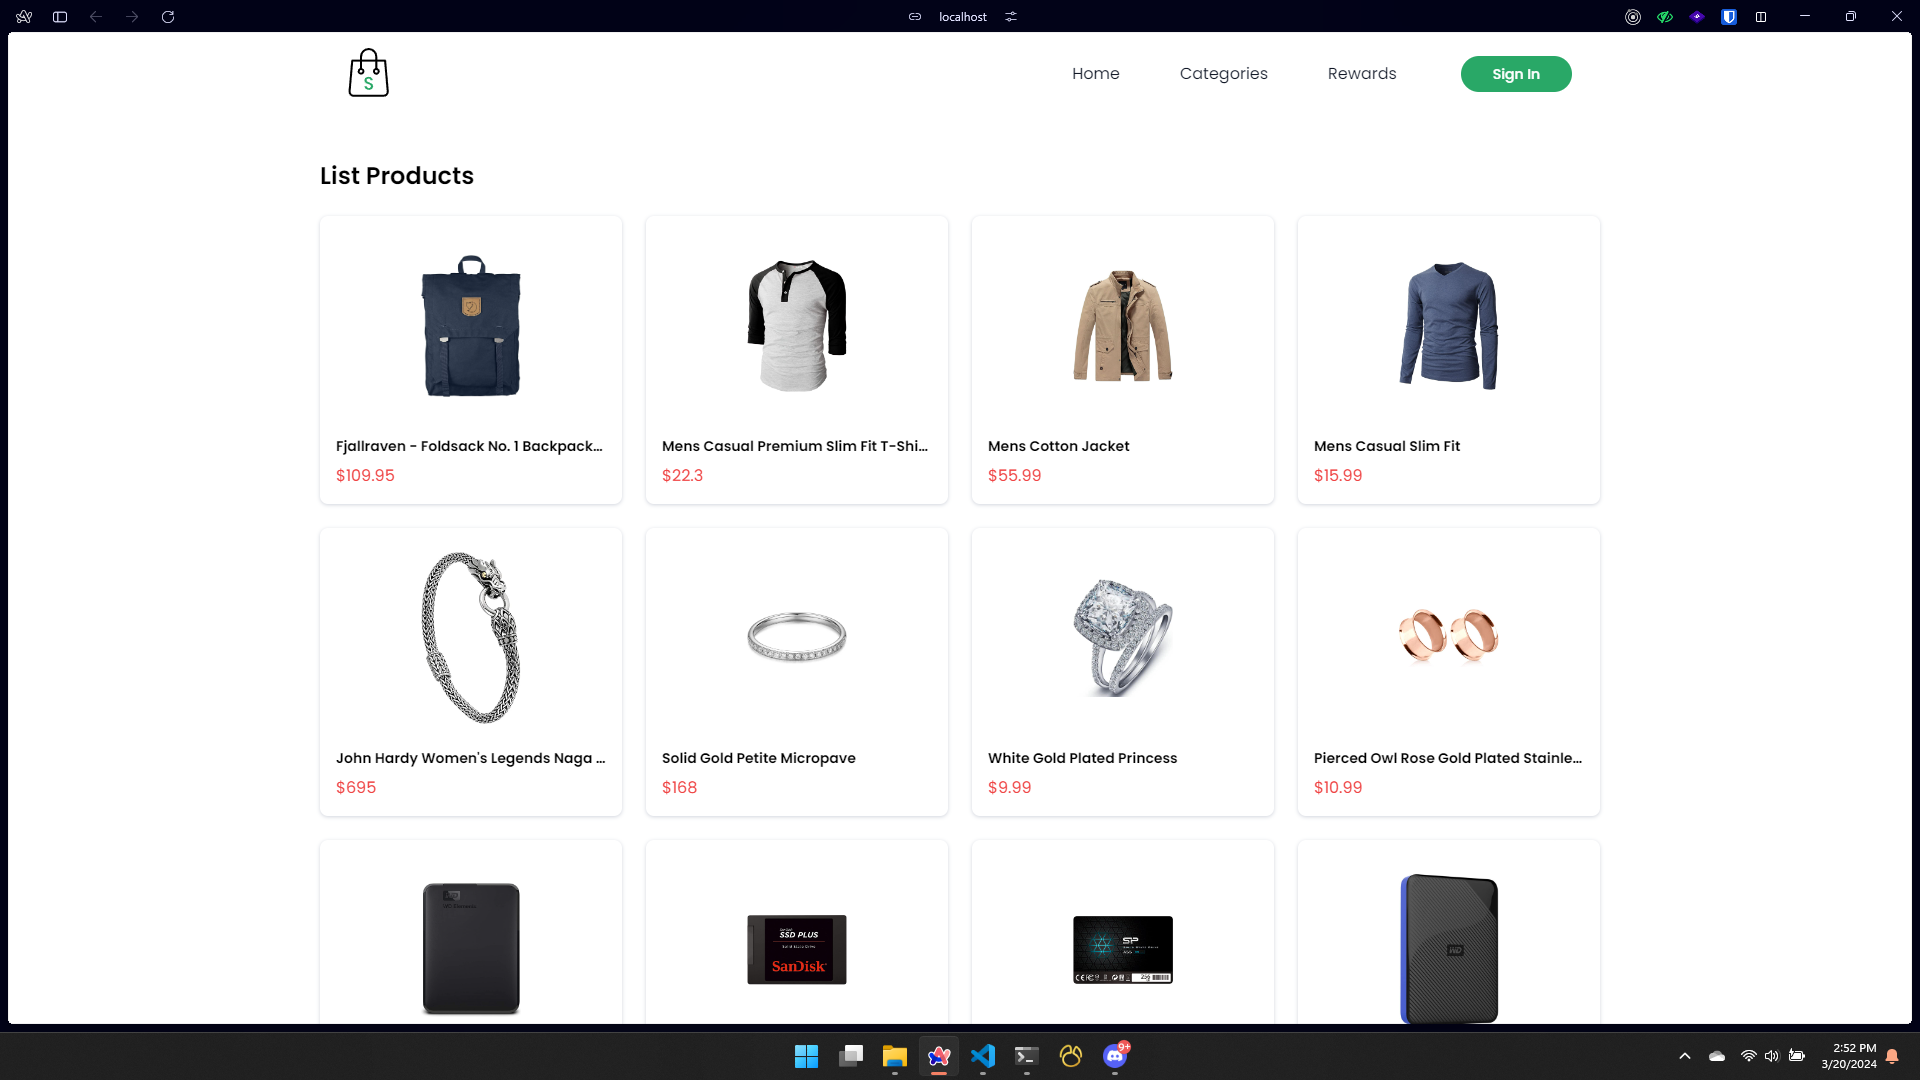 localhost
S
Home Categories Rewards Sign In
List Products
Fjallraven - Foldsack No. 1 Backpack...
$109.95
Mens Casual Premium Slim Fit T-Shi...
$22.3
Mens Cotton Jacket
$55.99
Mens Casual Slim Fit
$15.99
John Hardy Women's Legends Naga ...
$695
Solid Gold Petite Micropave
$168
White Gold Plated Princess
$9.99
Pierced Owl Rose Gold Plated Stainle...
$10.99
WD
SSD PLUS
SanDisk
SP
WD
9+
2:52 PM
3/20/2024